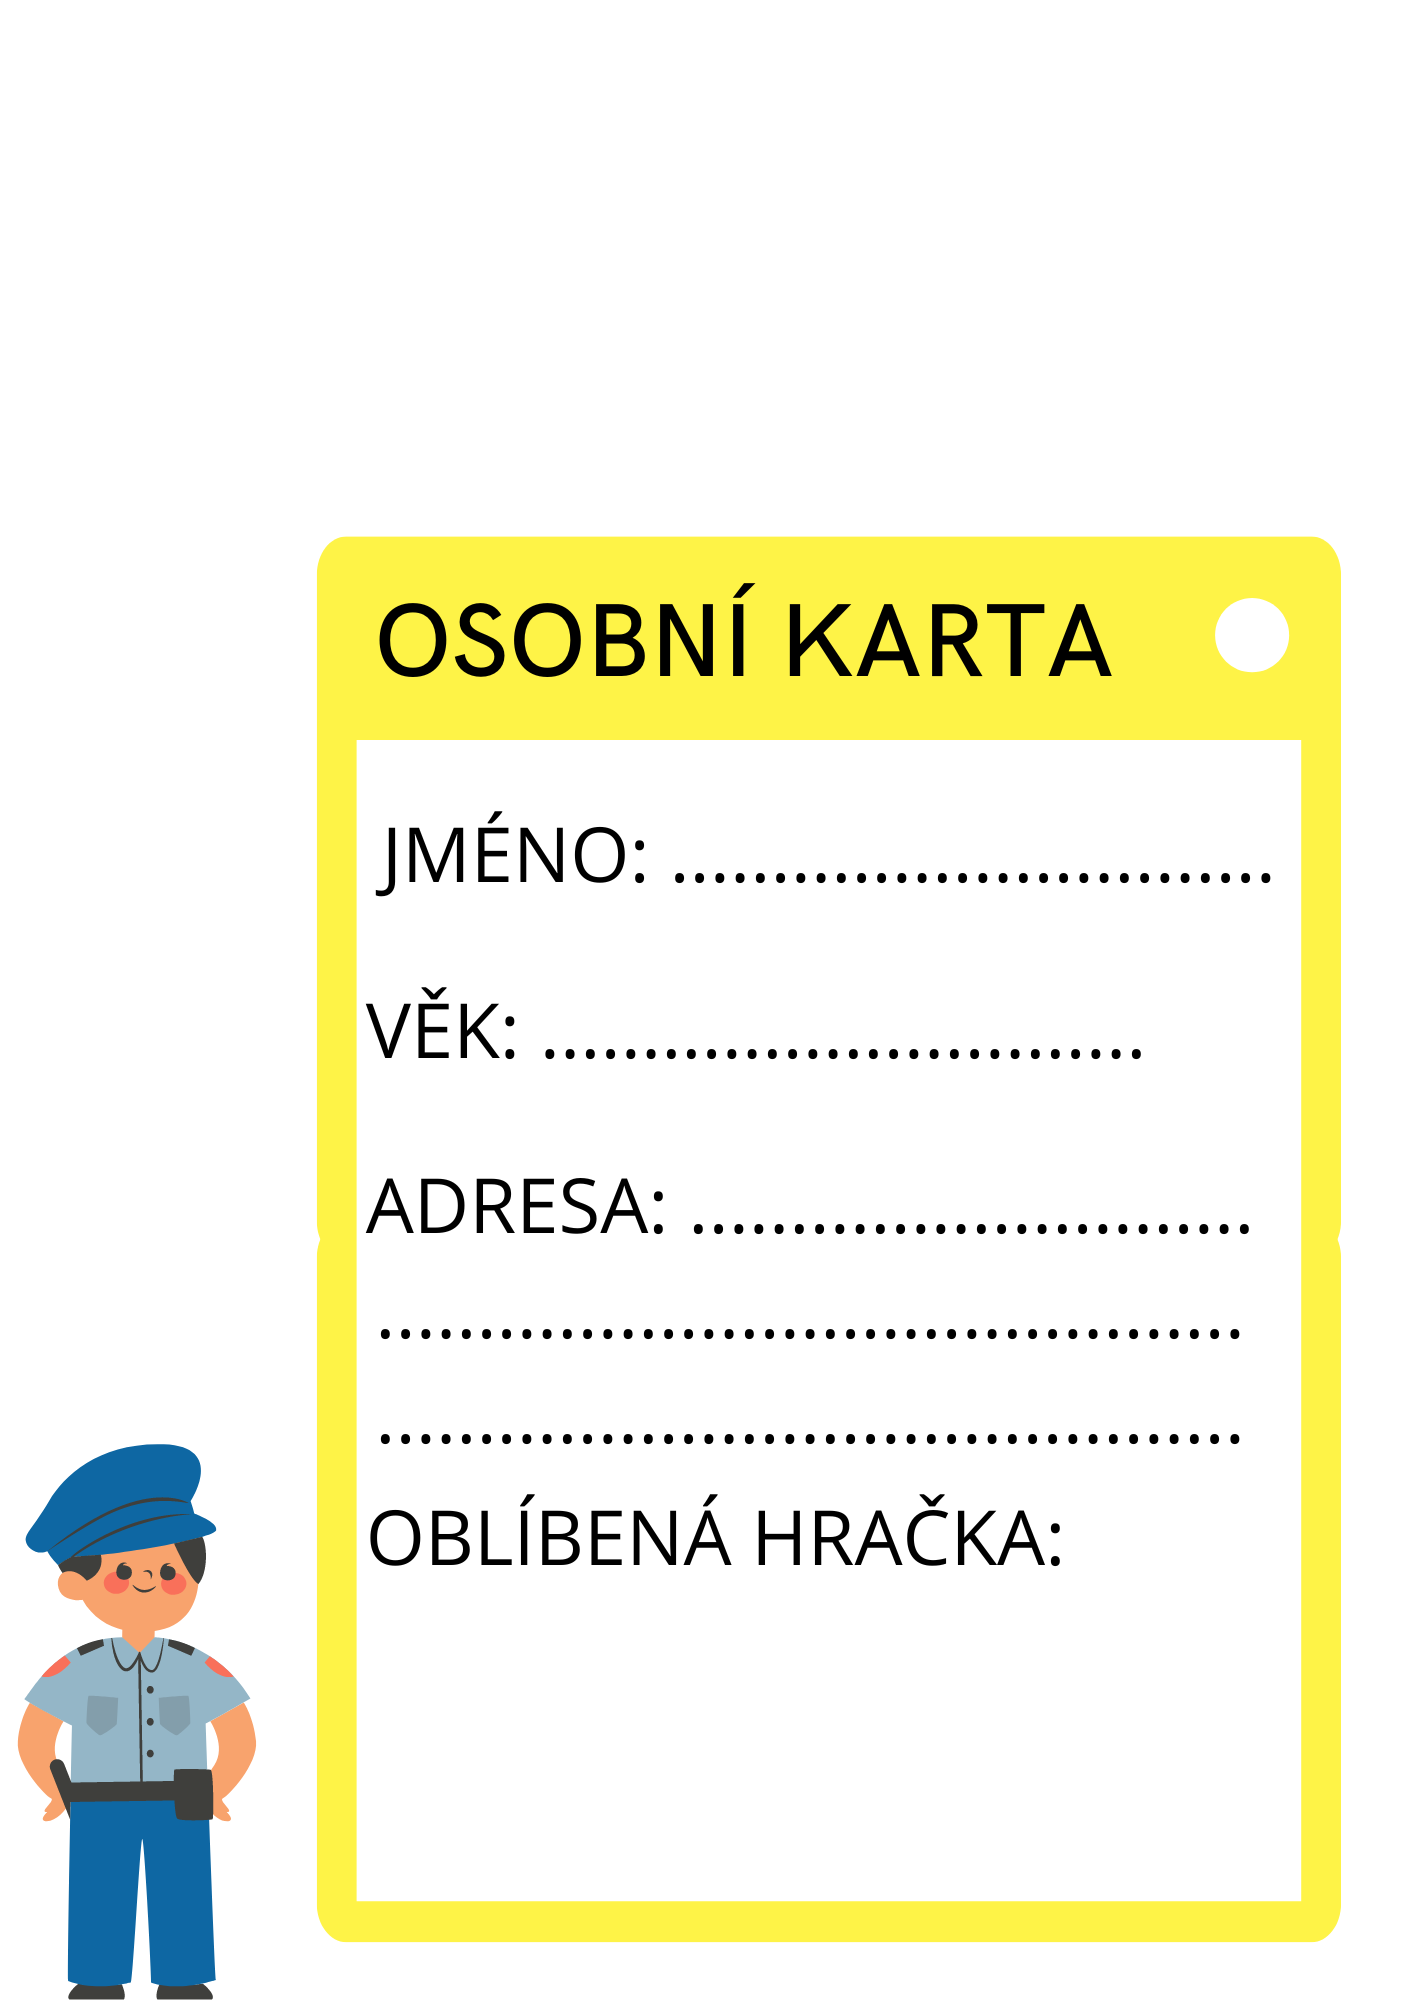 OSOBNÍ KARTA
JMÉNO: ..............................
VĚK: ..............................
ADRESA: ............................
...........................................
...........................................
OBLÍBENÁ HRAČKA: